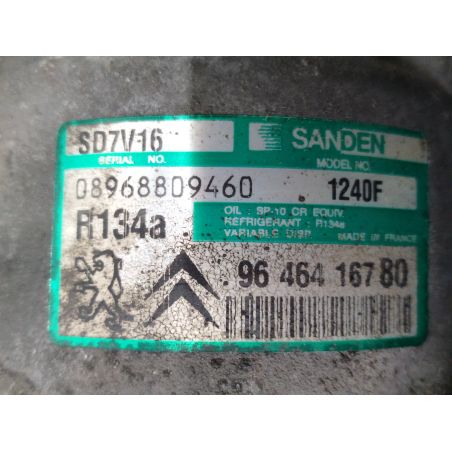 SD7V16 SANDEN
SERIAL NO. MODEL NO.
08968809460 1240F
R134a OIL : SP-10 OR EQUIV.
REFRIGERANT : R134a
VARIABLE DISP. MADE IN FRANCE
96 464 167 80